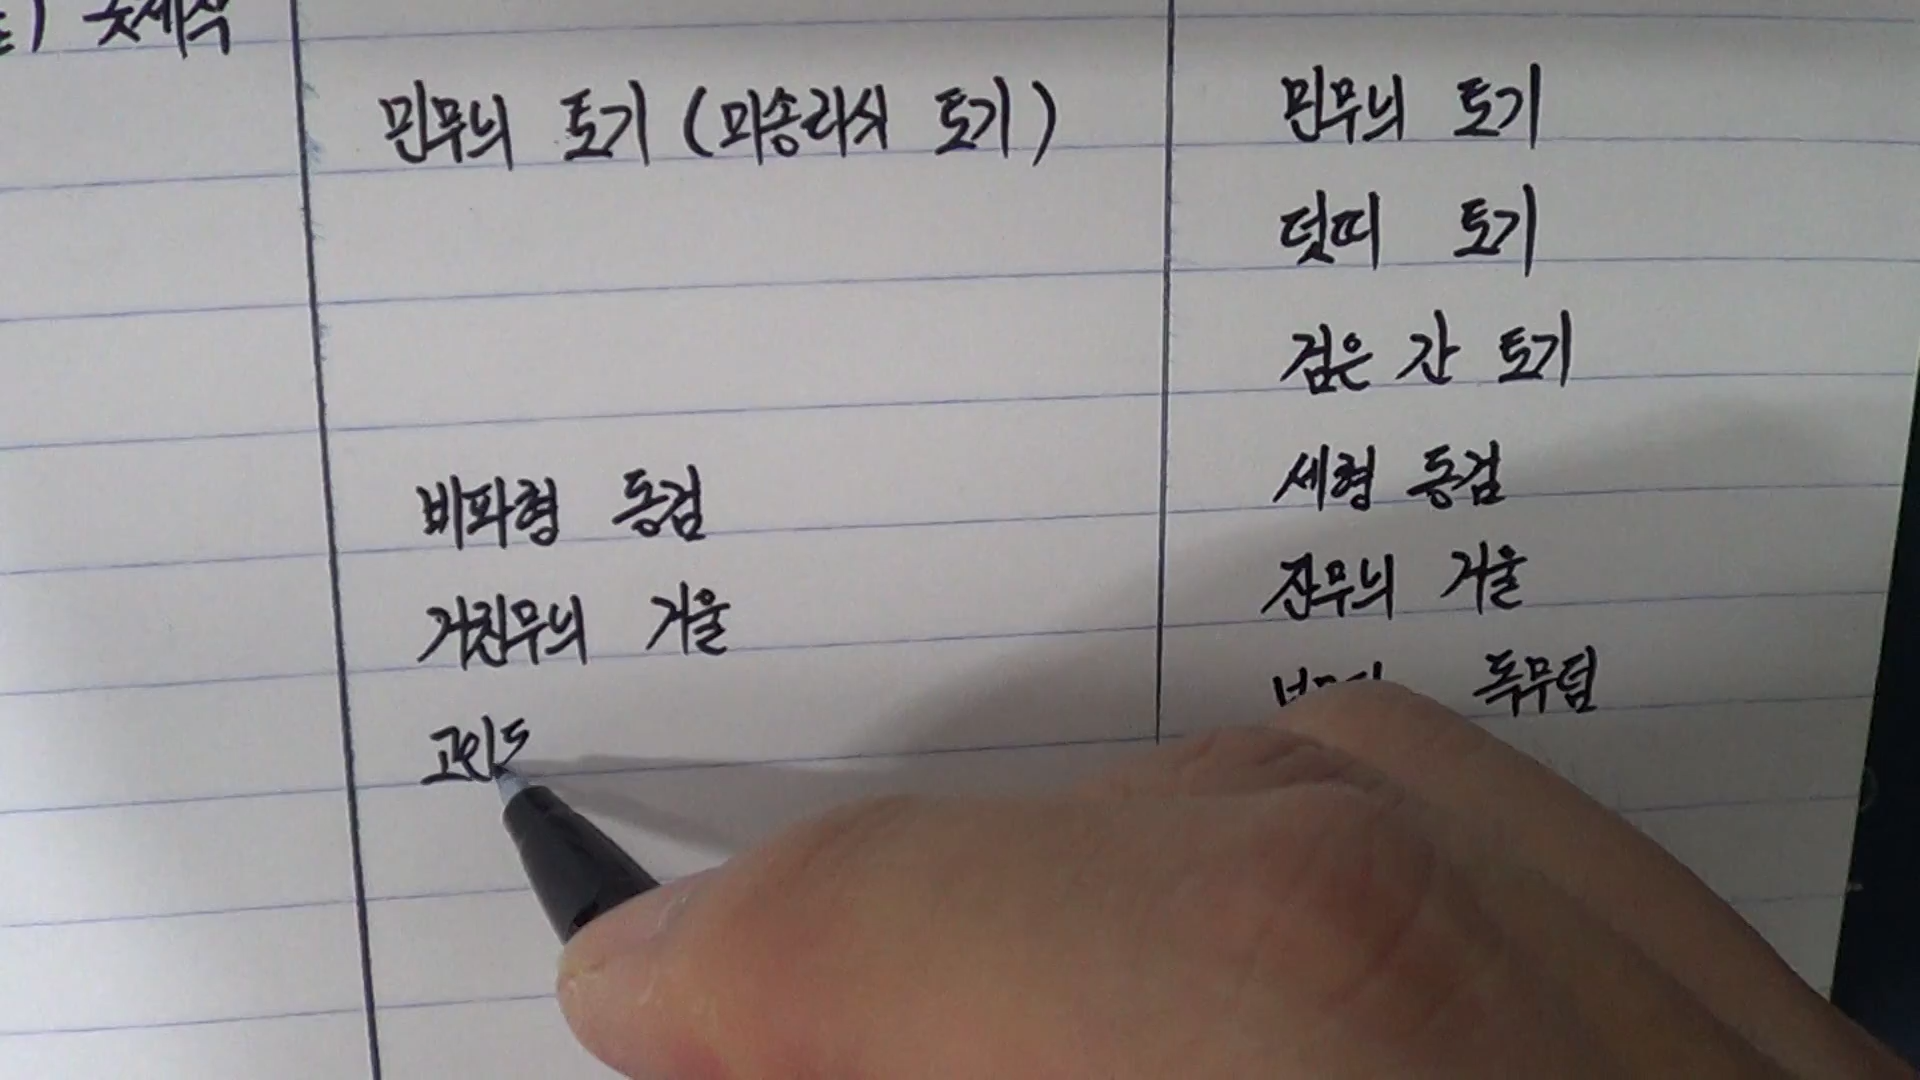 민무늬 토기 (미송리식 토기)
민무늬 토기
덧띠 토기
검은 간 토기
비파형 동검
세형 동검
거친무늬 거울
잔무늬 거울
독무덤
고인도